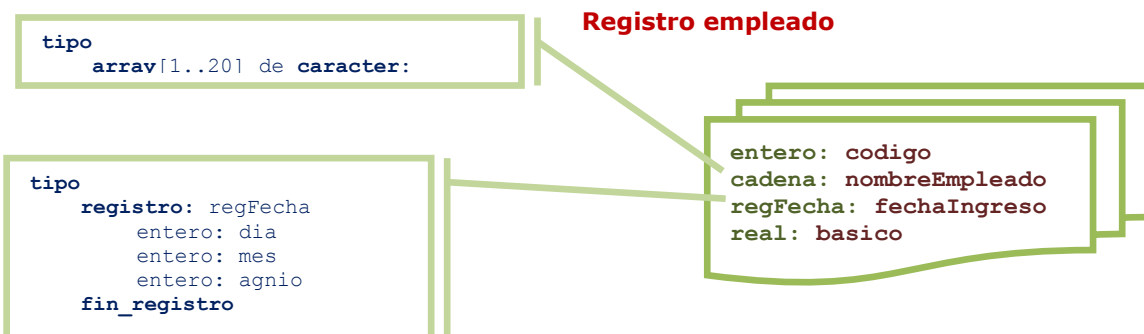 Registro empleado
tipo
array[1..20] de caracter:
entero: codigo
cadena: nombreEmpleado
regFecha: fechaIngreso
real: basico
tipo
registro: regFecha
entero: dia
entero: mes
entero: agnio
fin_registro